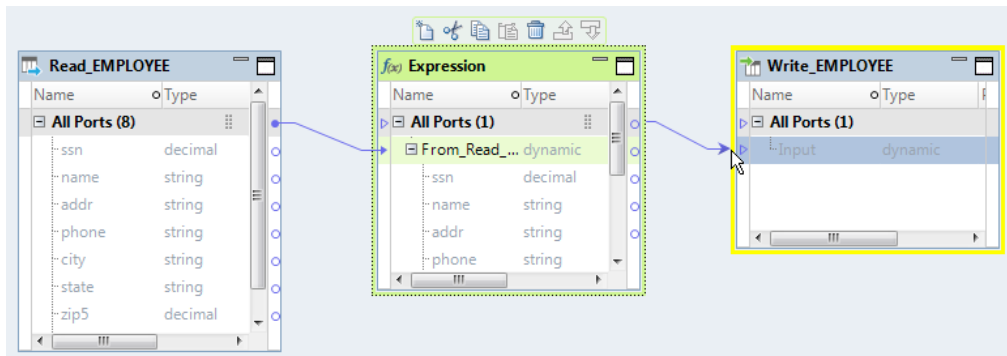 Read_EMPLOYEE
Name Type
All Ports (8)
ssn decimal
name string
addr string
phone string
city string
state string
zip5 decimal
f(x) Expression
Name Type
All Ports (1)
From_Read_... dynamic
ssn decimal
name string
addr string
phone string
Write_EMPLOYEE
Name Type
All Ports (1)
Input dynamic